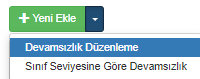 Yeni Ekle
Devamsızlık Düzenleme
Sınıf Seviyesine Göre Devamsızlık